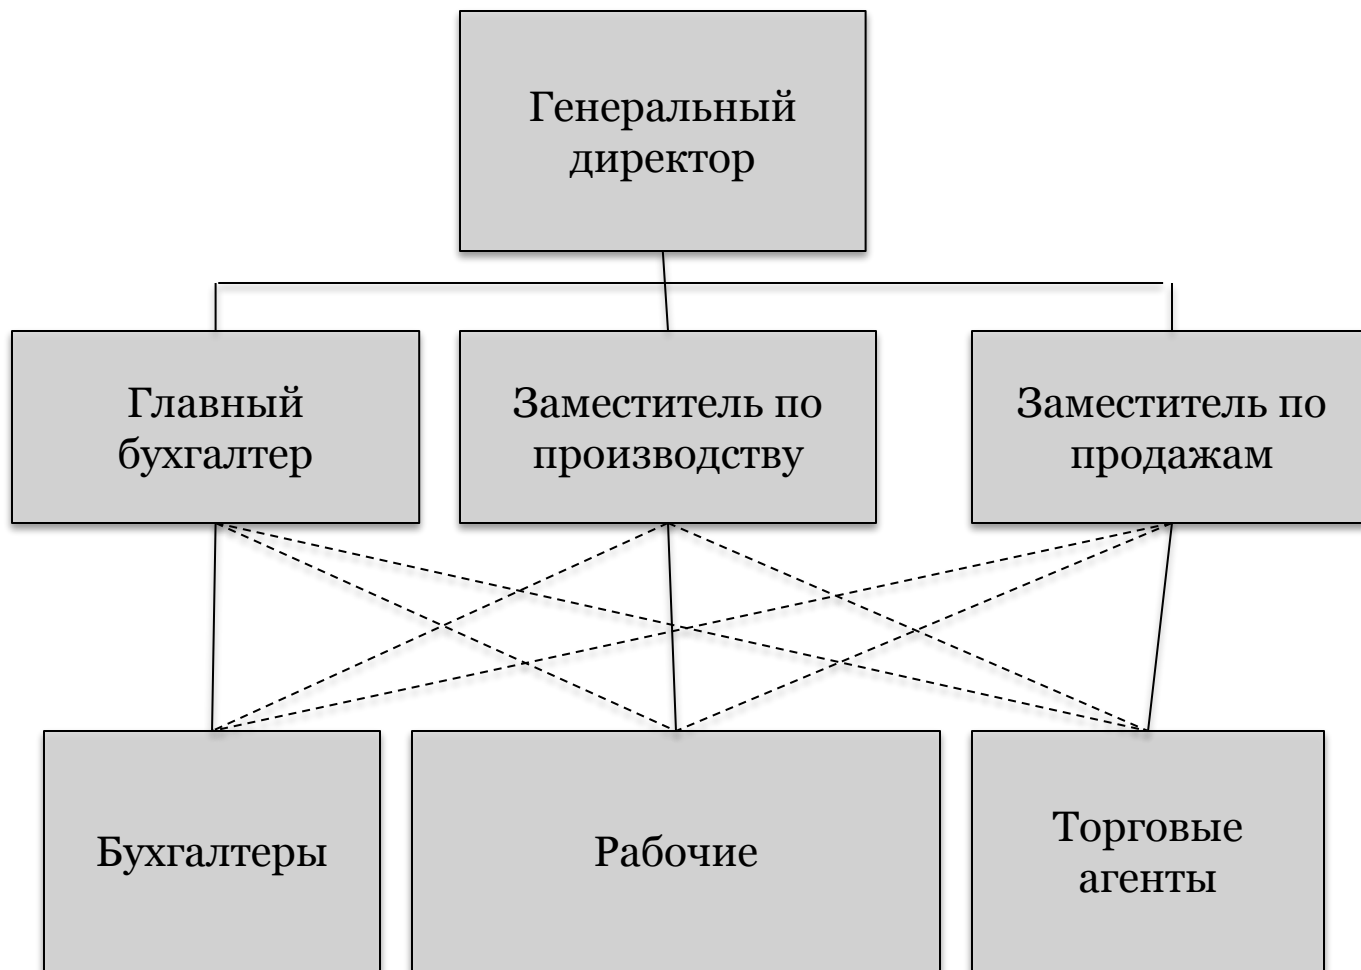 Генеральный
директор
Главный
бухгалтер
Заместитель по
производству
Заместитель по
продажам
Бухгалтеры
Рабочие
Торговые
агенты